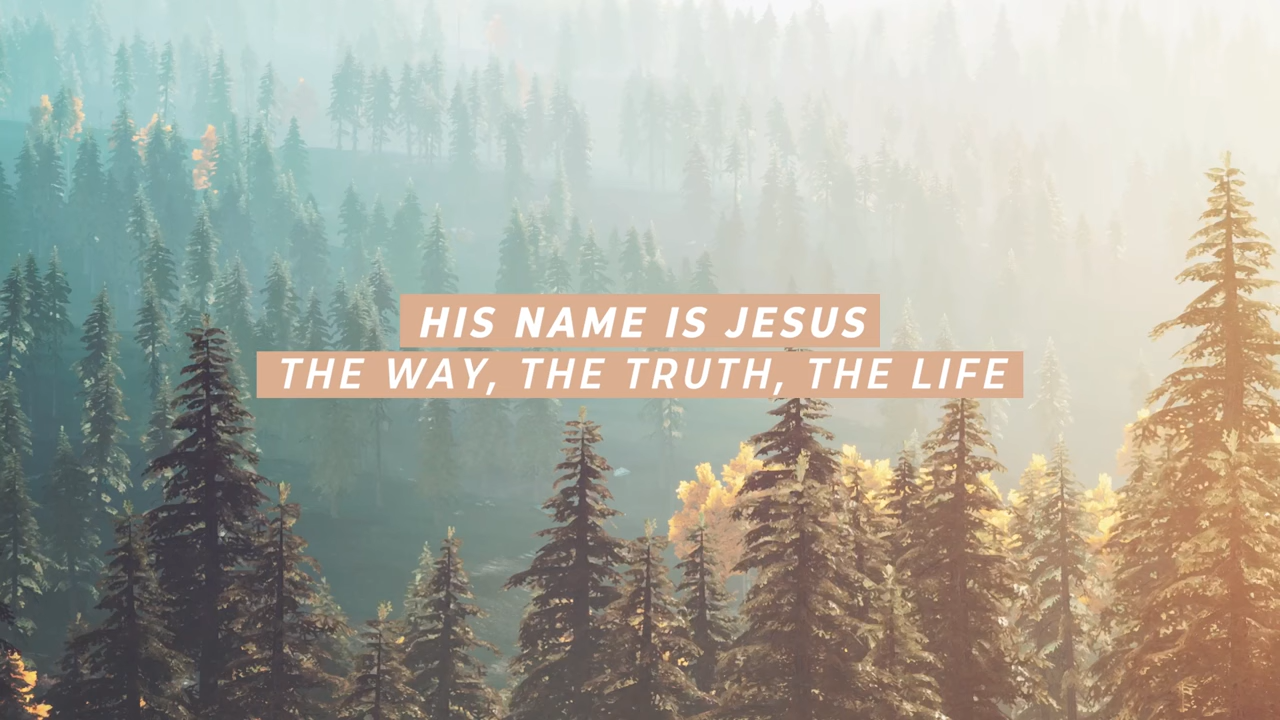 HIS NAME IS JESUS
THE WAY, THE TRUTH, THE LIFE